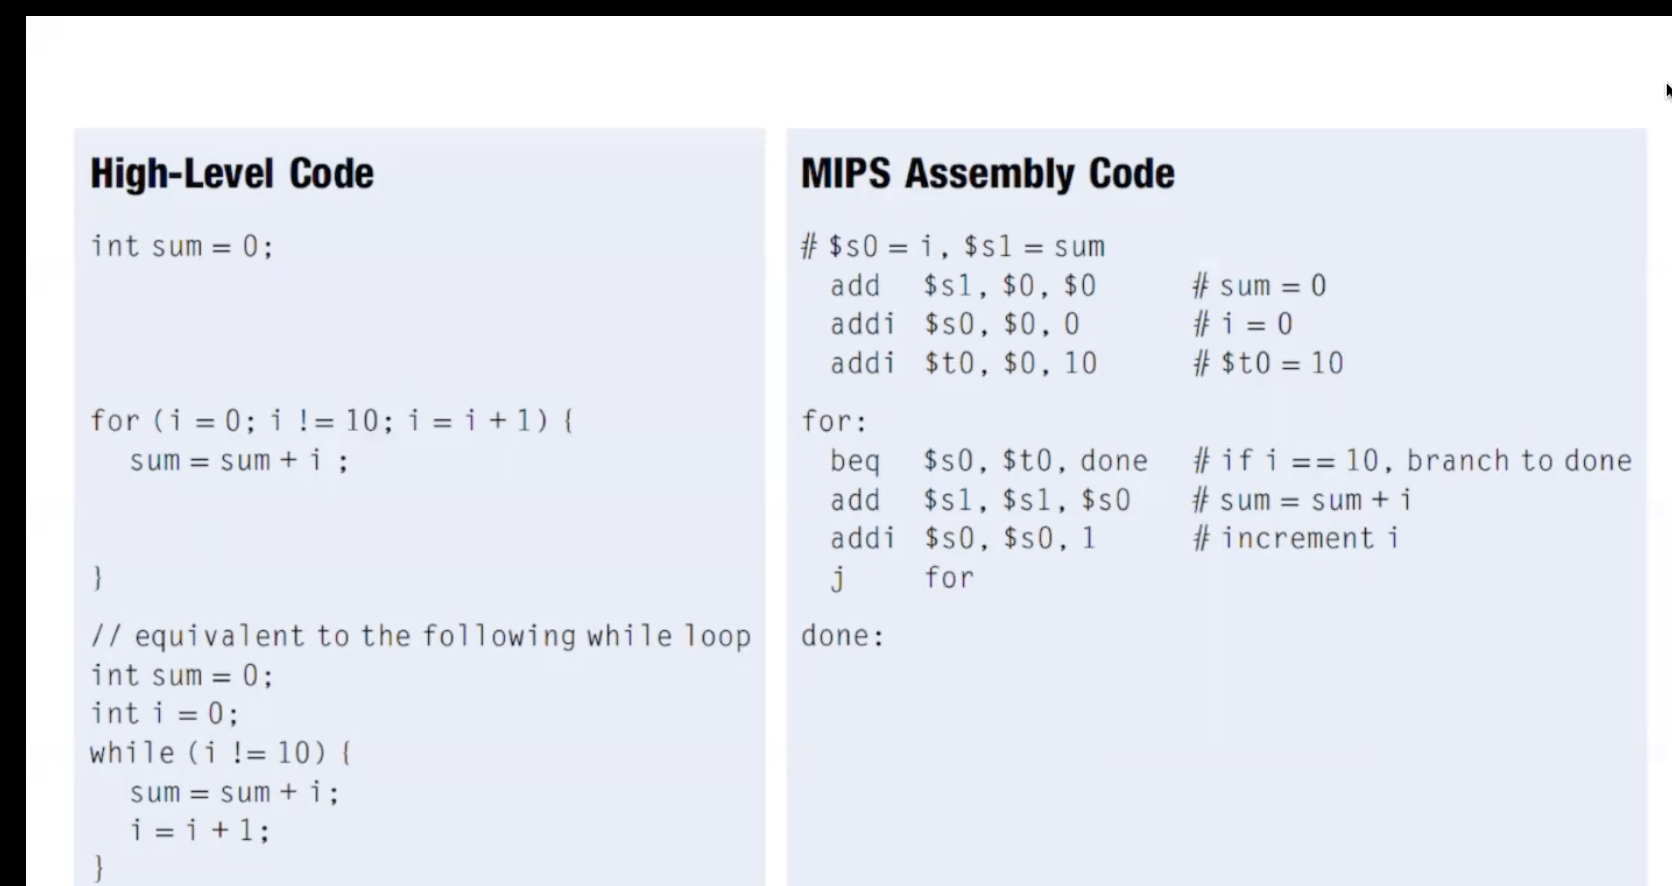 High-Level Code
int sum = 0;
for (i = 0; i != 10; i = i + 1) {
sum = sum + i ;
}
// equivalent to the following while loop
int sum = 0;
int i = 0;
while (i != 10) {
sum = sum + i;
i = i + 1;
}
MIPS Assembly Code
# $s0 = i, $s1 = sum
add $s1, $0, $0 # sum = 0
addi $s0, $0, 0 # i = 0
addi $t0, $0, 10 # $t0 = 10
for:
beq $s0, $t0, done # if i == 10, branch to done
add $s1, $s1, $s0 # sum = sum + i
addi $s0, $s0, 1 # increment i
j for
done: